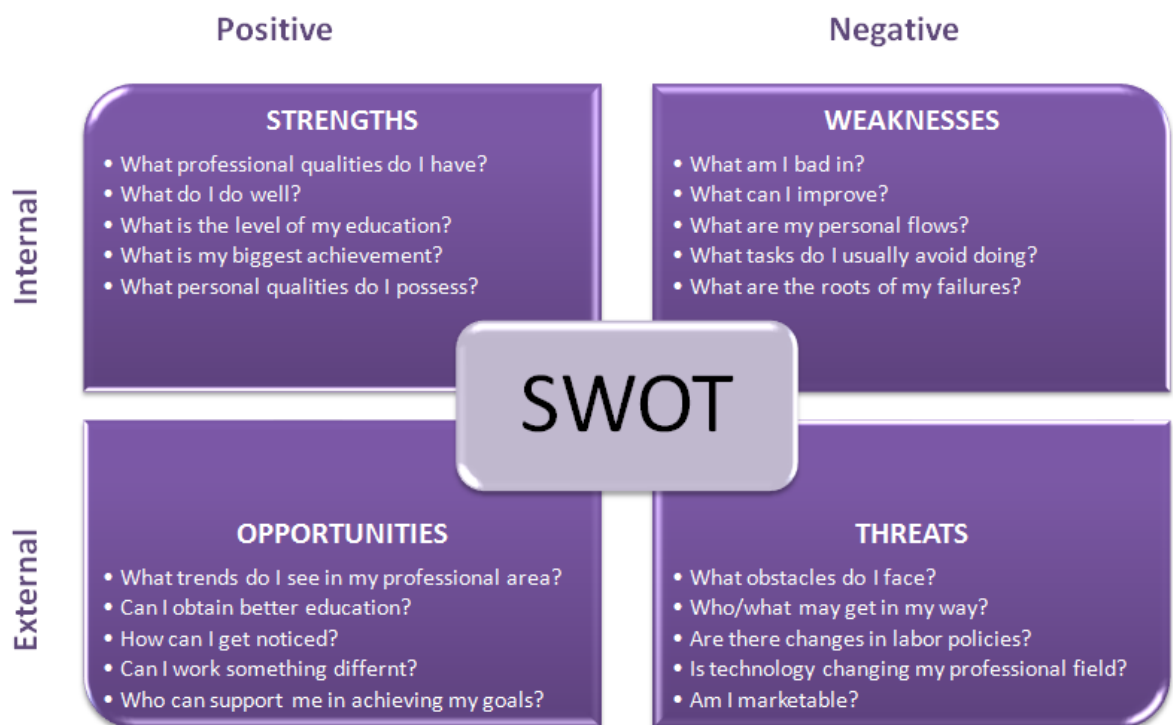 Positive
Negative
Internal
STRENGTHS
• What professional qualities do I have?
• What do I do well?
• What is the level of my education?
• What is my biggest achievement?
• What personal qualities do I possess?
WEAKNESSES
• What am I bad in?
• What can I improve?
• What are my personal flows?
• What tasks do I usually avoid doing?
• What are the roots of my failures?
SWOT
External
OPPORTUNITIES
• What trends do I see in my professional area?
• Can I obtain better education?
• How can I get noticed?
• Can I work something differnt?
• Who can support me in achieving my goals?
THREATS
• What obstacles do I face?
• Who/what may get in my way?
• Are there changes in labor policies?
• Is technology changing my professional field?
• Am I marketable?